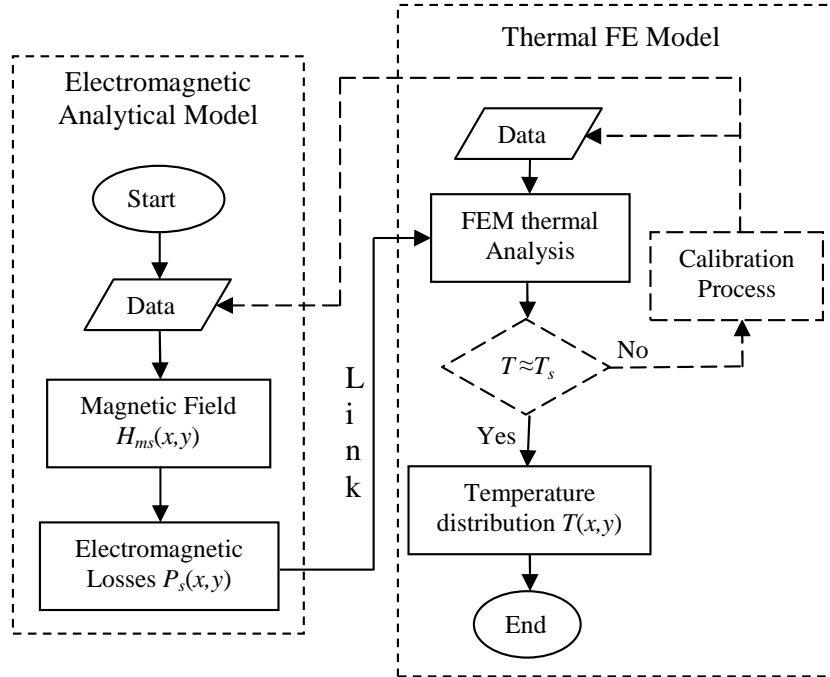 Electromagnetic
Analytical Model
Start
Data
Magnetic Field
Hms(x,y)
Electromagnetic
Losses Ps(x,y)
Link
Thermal FE Model
Data
FEM thermal
Analysis
T≈Ts
No
Calibration
Process
Yes
Temperature
distribution T(x,y)
End